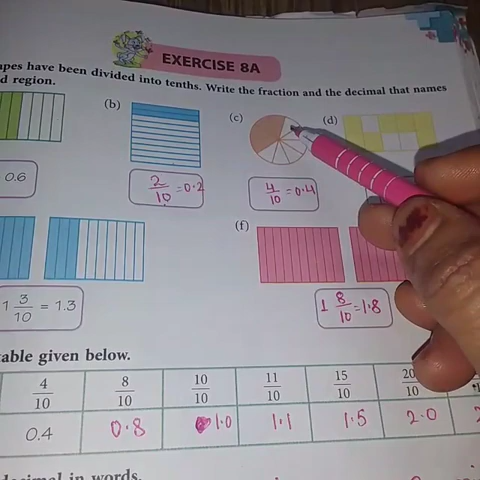 EXERCISE 8A
apes have been divided into tenths. Write the fraction and the decimal that names
d region.
(b) (c) (d)
0.6
2/10 = 0.2
4/10 = 0.4
(f)
1 3/10 = 1.3
1 8/10 = 1.8
table given below.
4/10 8/10 10/10 11/10 15/10 20/10
0.4 0.8 1.0 1.1 1.5 2.0 2
decimal in words.